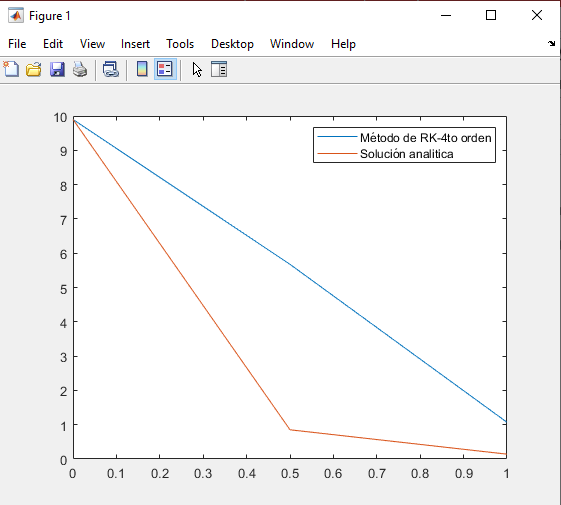 Figure 1
File Edit View Insert Tools Desktop Window Help
10
9
8
7
6
5
4
3
2
1
0
Método de RK-4to orden
Solución analítica
0 0.1 0.2 0.3 0.4 0.5 0.6 0.7 0.8 0.9 1